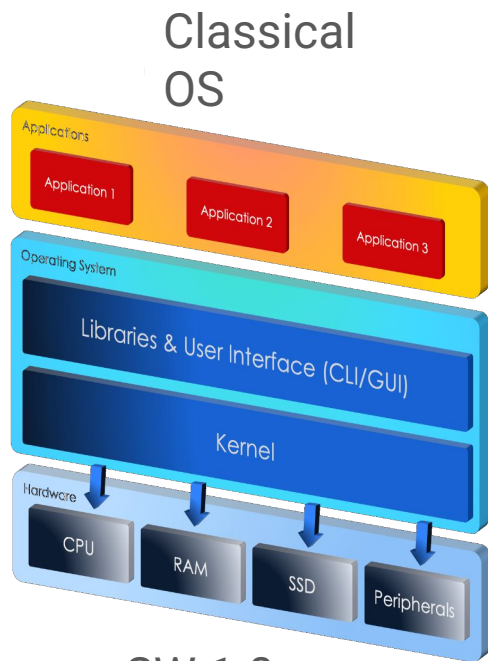 Classical
OS
Applications
Application 1
Application 2
Application 3
Operating System
Libraries & User Interface (CLI/GUI)
Kernel
Hardware
CPU
RAM
SSD
Peripherals